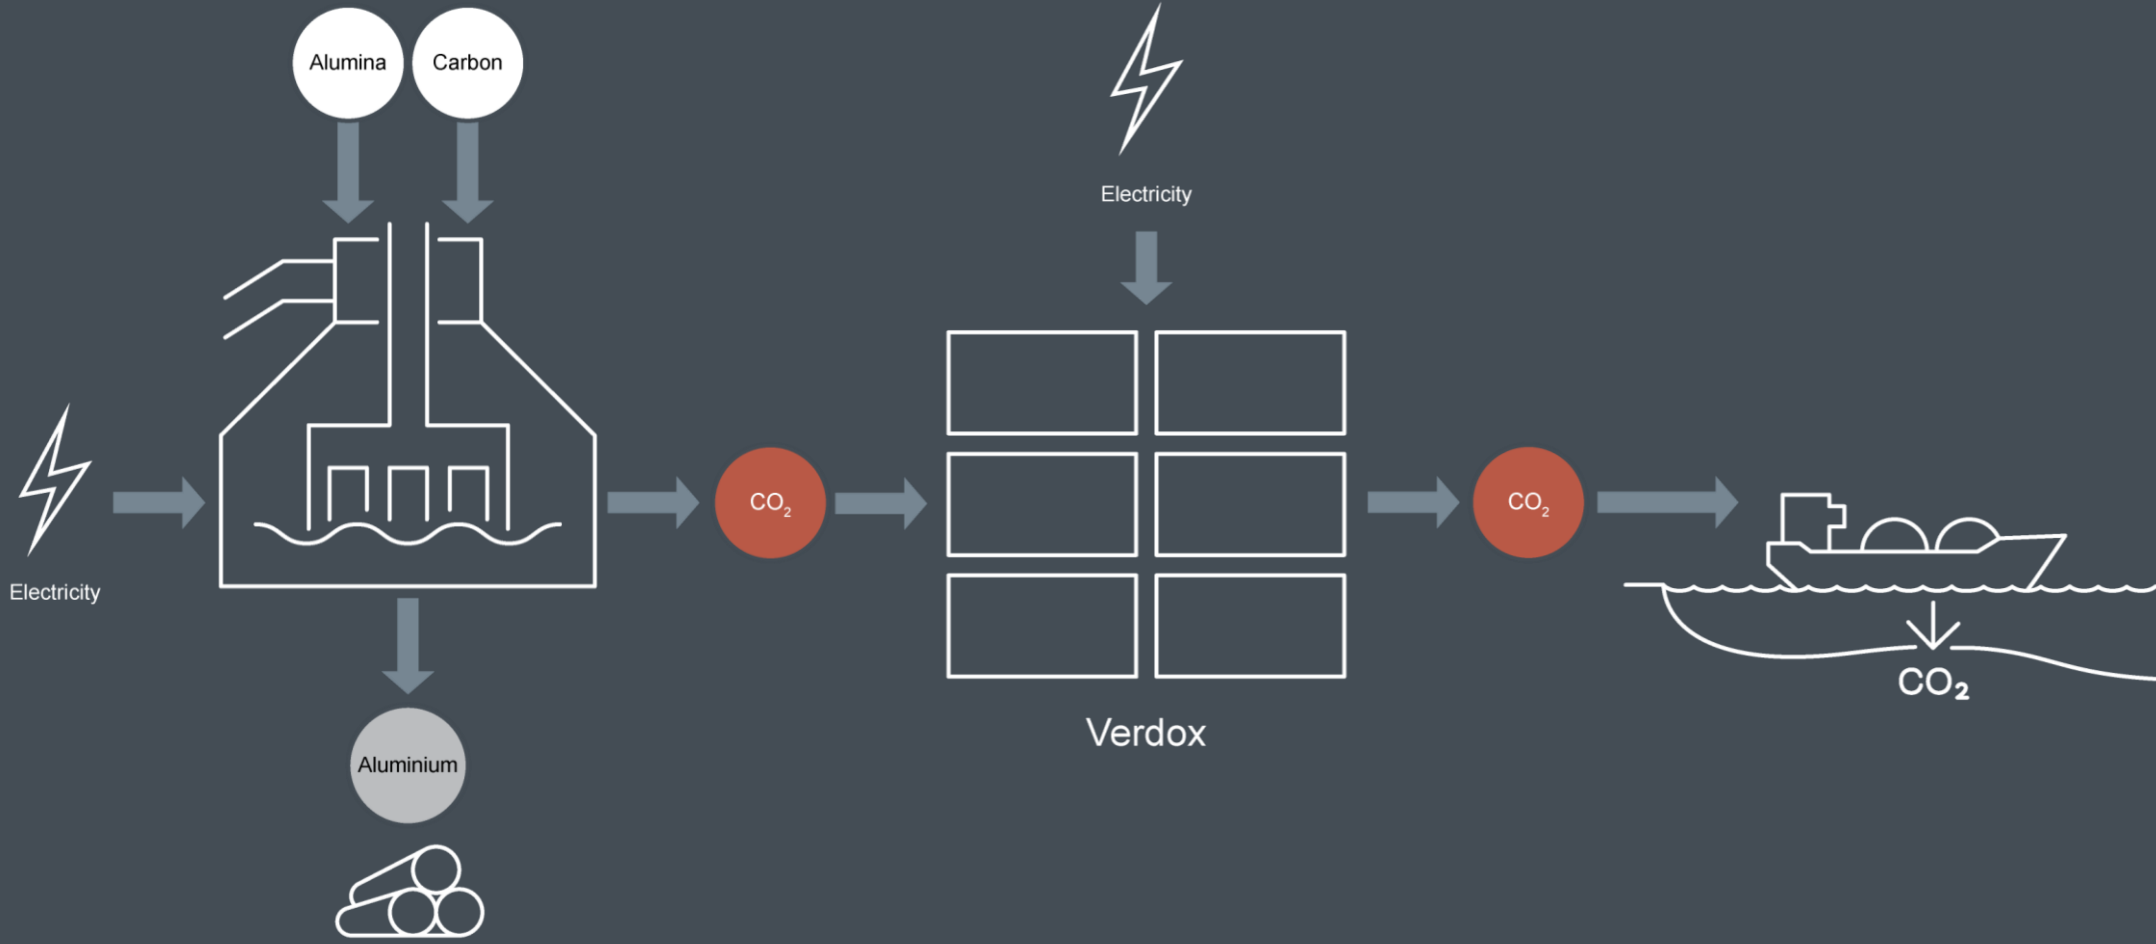 Alumina
Carbon
Electricity
Electricity
CO₂
CO₂
CO₂
Verdox
Aluminium